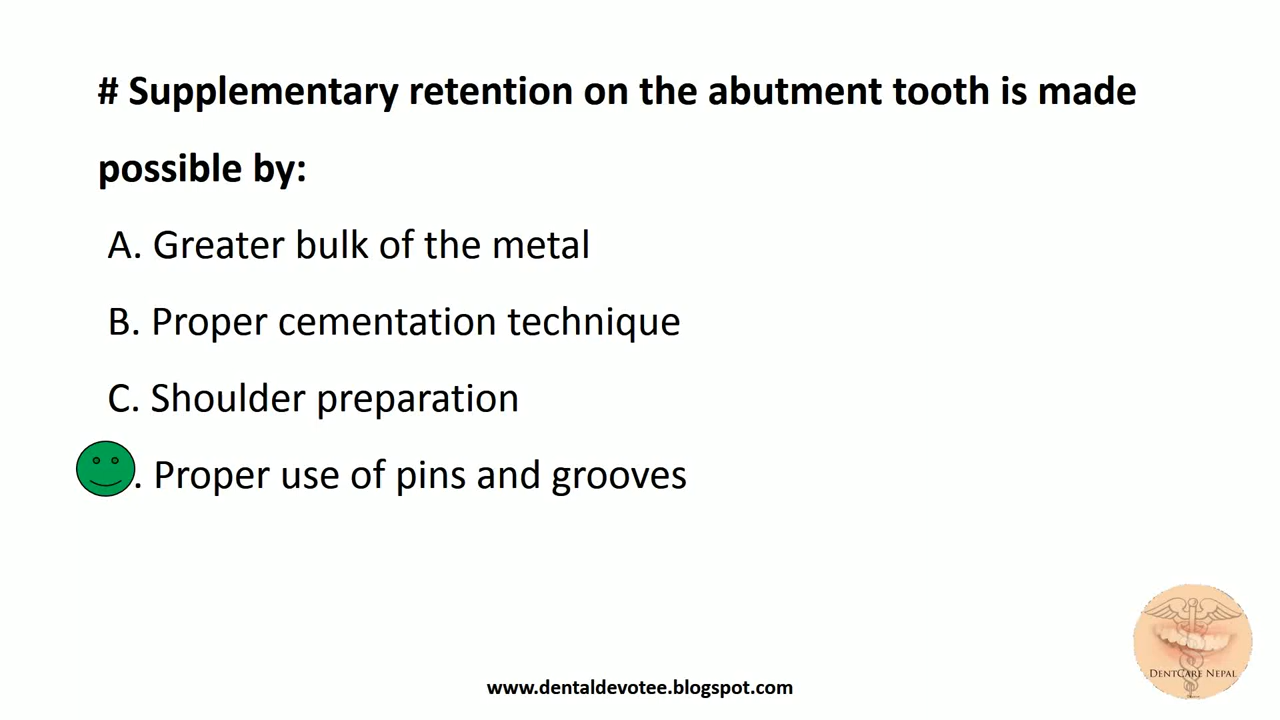 # Supplementary retention on the abutment tooth is made
possible by:
A. Greater bulk of the metal
B. Proper cementation technique
C. Shoulder preparation
. Proper use of pins and grooves
DENTCARE NEPAL
www.dentaldevotee.blogspot.com